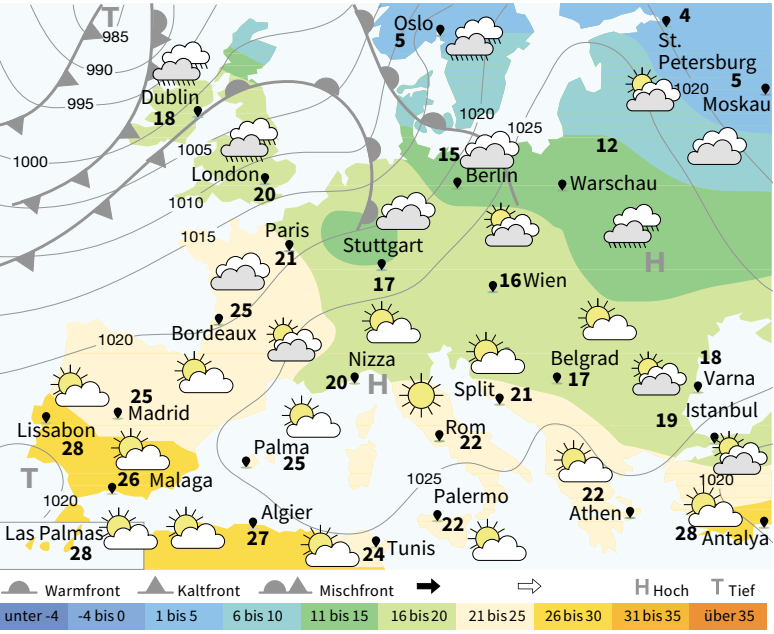 T
985
990
995
1000
1005
1010
1015
1020
Oslo
5
4
St.
Petersburg
5
1020
Moskau
Dublin
18
London
20
1020
1025
15
Berlin
12
Warschau
Paris
21
Stuttgart
17
16 Wien
H
25
Bordeaux
Nizza
20
H
Split
21
Belgrad
17
18
Varna
19
Istanbul
25
Madrid
Lissabon
28
Palma
25
Rom
22
T
26
Malaga
1025
Palermo
22
22
Athen
1020
28
Antalya
1020
Las Palmas
28
Algier
27
24
Tunis
Warmfront
Kaltfront
Mischfront
H Hoch
T Tief
unter -4
-4 bis 0
1 bis 5
6 bis 10
11 bis 15
16 bis 20
21 bis 25
26 bis 30
31 bis 35
über 35